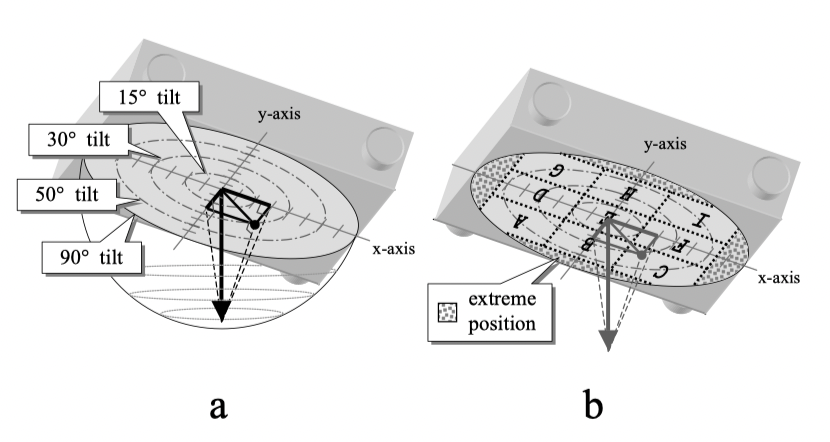 15° tilt
30° tilt
50° tilt
90° tilt
y-axis
x-axis
a
y-axis
x-axis
G
H
I
D
E
F
A
B
C
extreme
position
b